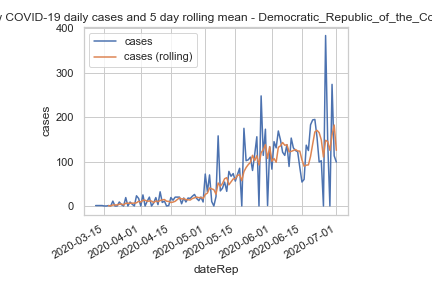 COVID-19 daily cases and 5 day rolling mean - Democratic_Republic_of_the_Co
400
cases
cases (rolling)
300
200
100
0
cases
2020-03-15
2020-04-01
2020-04-15
2020-05-01
2020-05-15
2020-06-01
2020-06-15
2020-07-01
dateRep